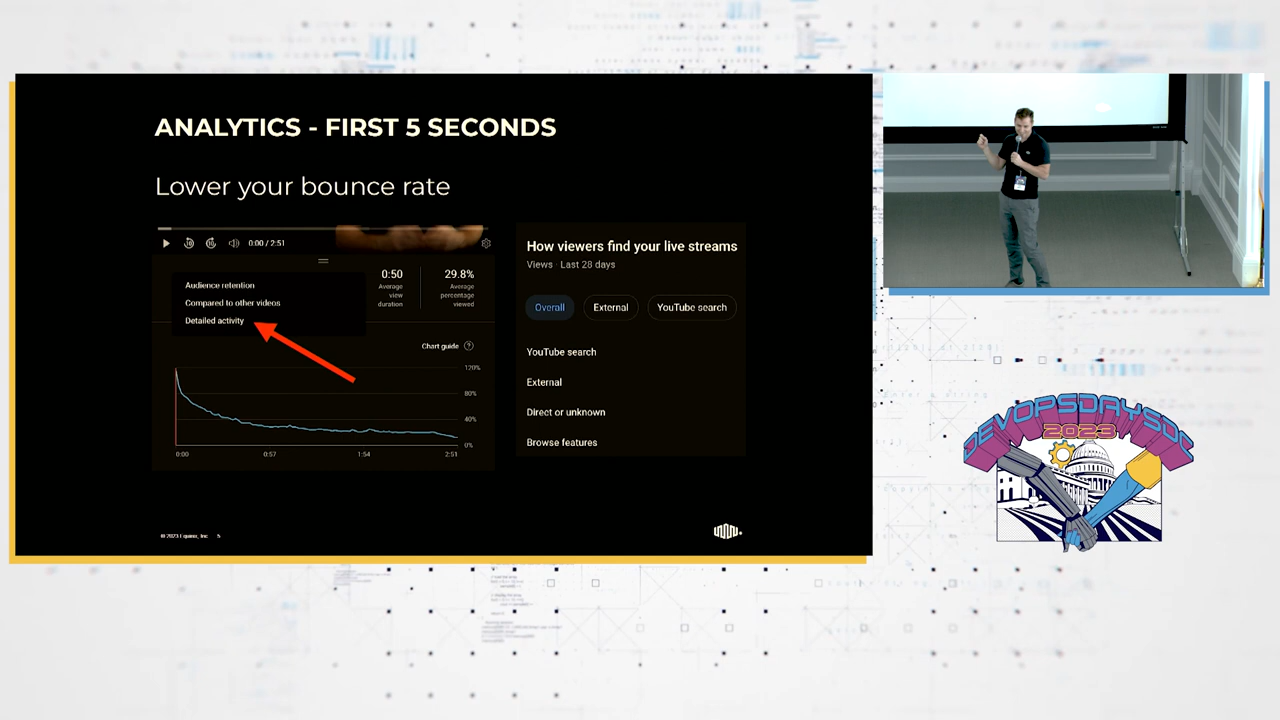 ANALYTICS - FIRST 5 SECONDS
Lower your bounce rate
0:00 / 2:51
Audience retention
Compared to other videos
Detailed activity
0:50
Average
view
duration
29.8%
Average
percentage
viewed
Chart guide ?
120%
80%
40%
0%
0:00
0:57
1:54
2:51
How viewers find your live streams
Views · Last 28 days
Overall
External
YouTube search
YouTube search
External
Direct or unknown
Browse features
© 2023 Equinix, Inc
5
DEVOPSDAYS DC
2023